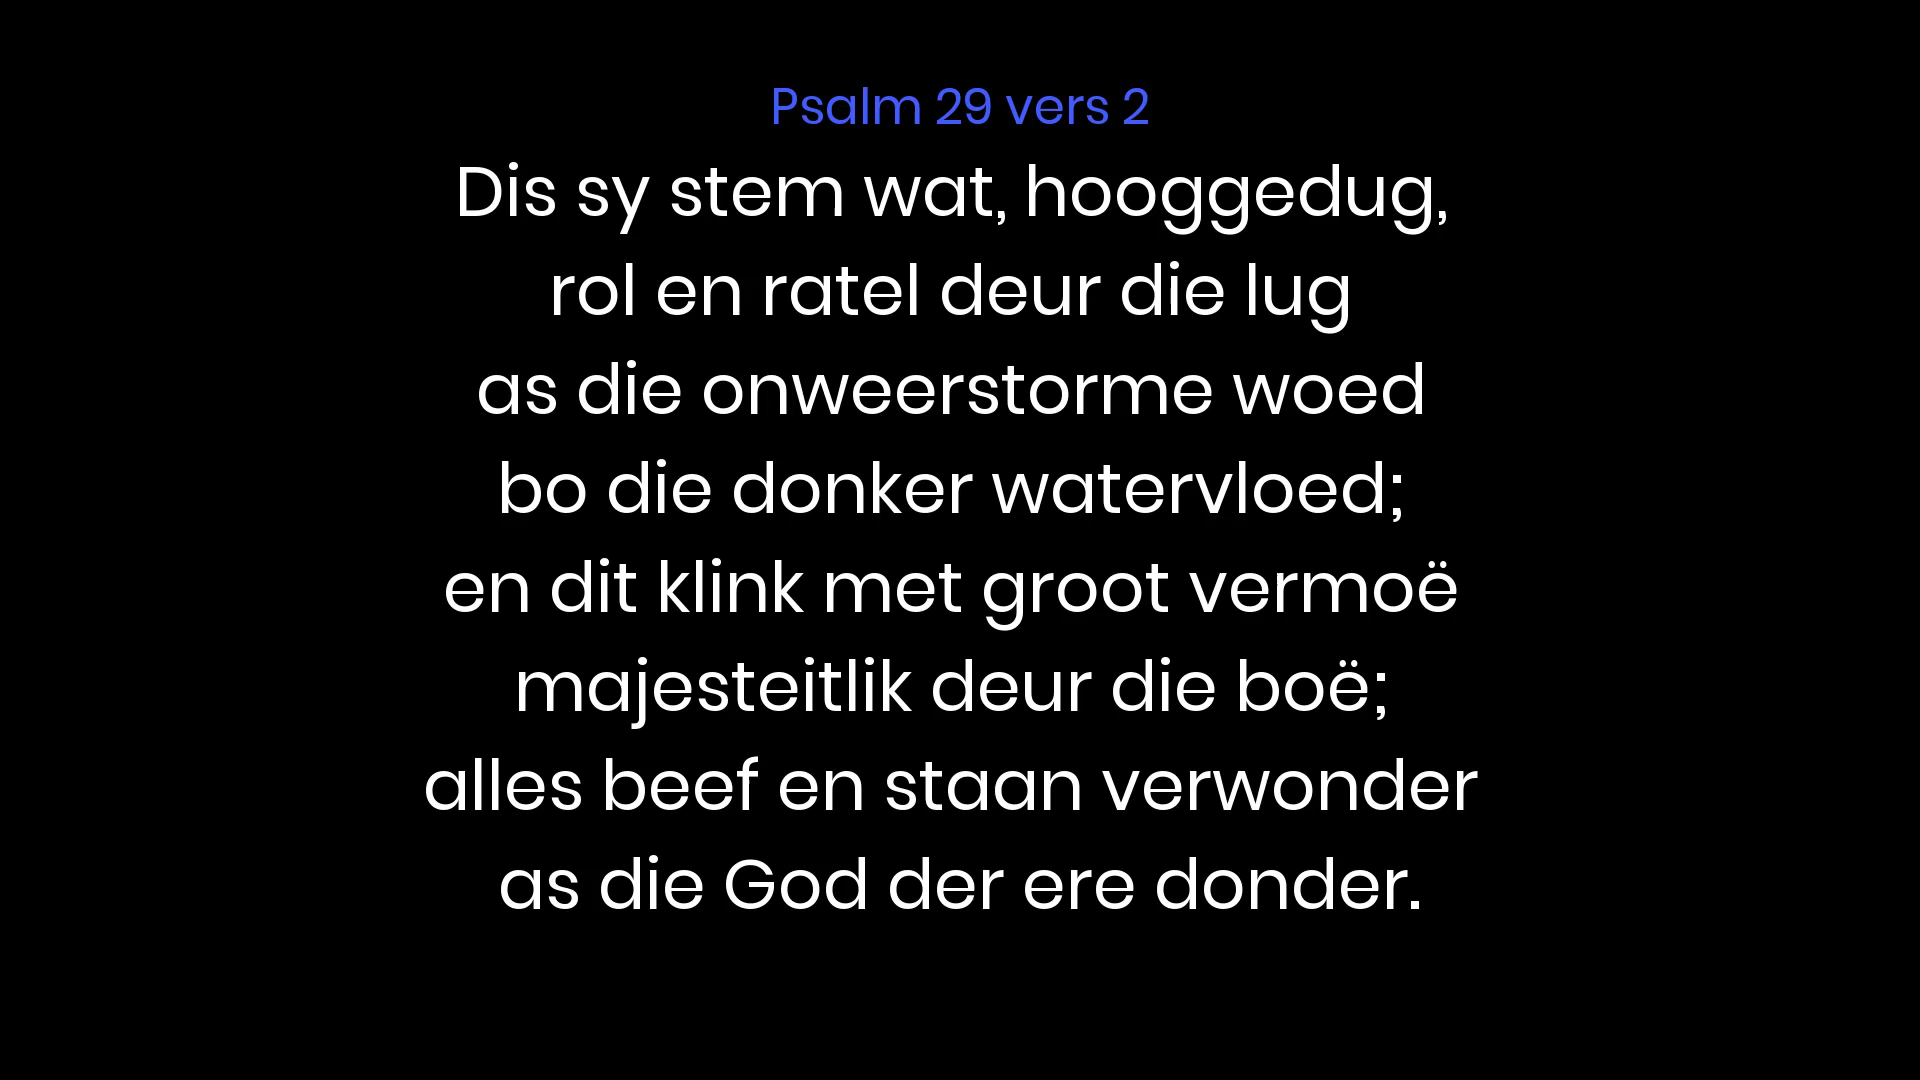 Psalm 29 vers 2
Dis sy stem wat, hooggedug,
rol en ratel deur die lug
as die onweerstorme woed
bo die donker watervloed;
en dit klink met groot vermoë
majesteitlik deur die boë;
alles beef en staan verwonder
as die God der ere donder.